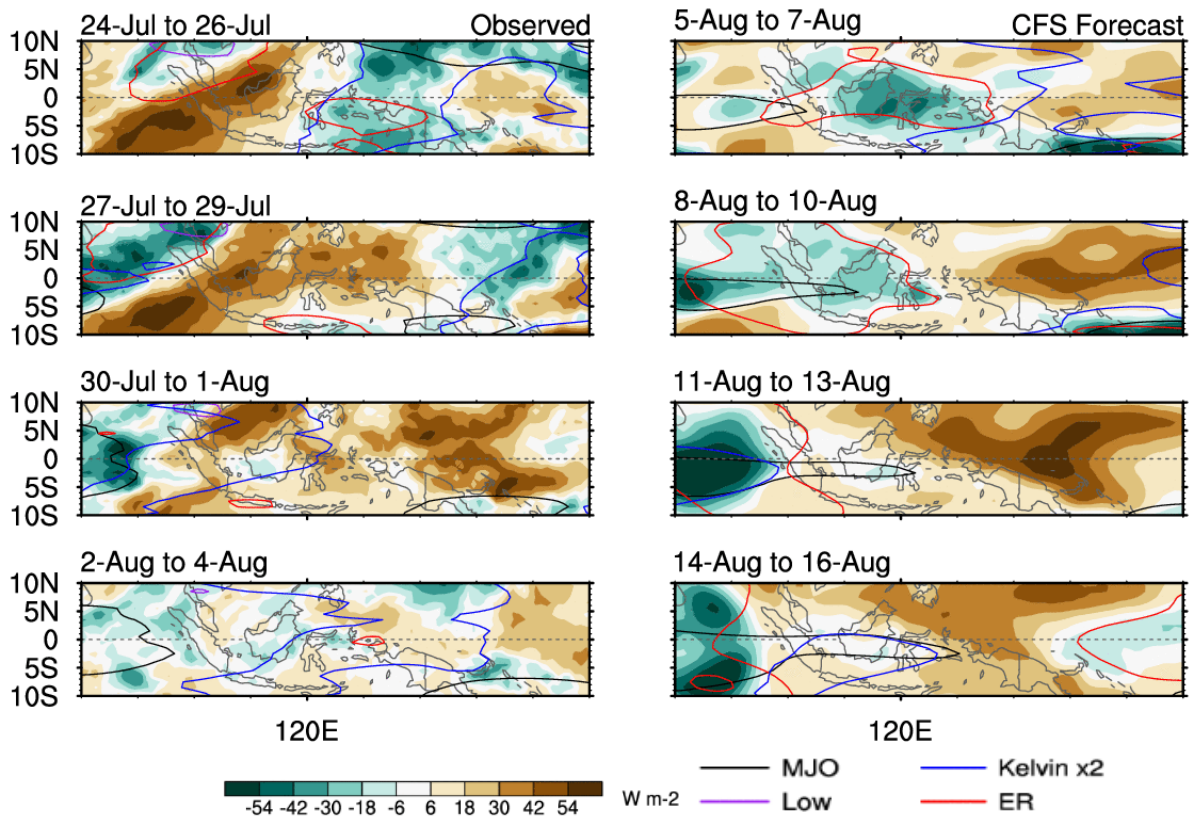 24-Jul to 26-Jul Observed
10N
5N
0
5S
10S
27-Jul to 29-Jul
10N
5N
0
5S
10S
30-Jul to 1-Aug
10N
5N
0
5S
10S
2-Aug to 4-Aug
10N
5N
0
5S
10S
120E
5-Aug to 7-Aug CFS Forecast
8-Aug to 10-Aug
11-Aug to 13-Aug
14-Aug to 16-Aug
120E
-54 -42 -30 -18 -6 6 18 30 42 54 W m-2
MJO Kelvin x2
Low ER